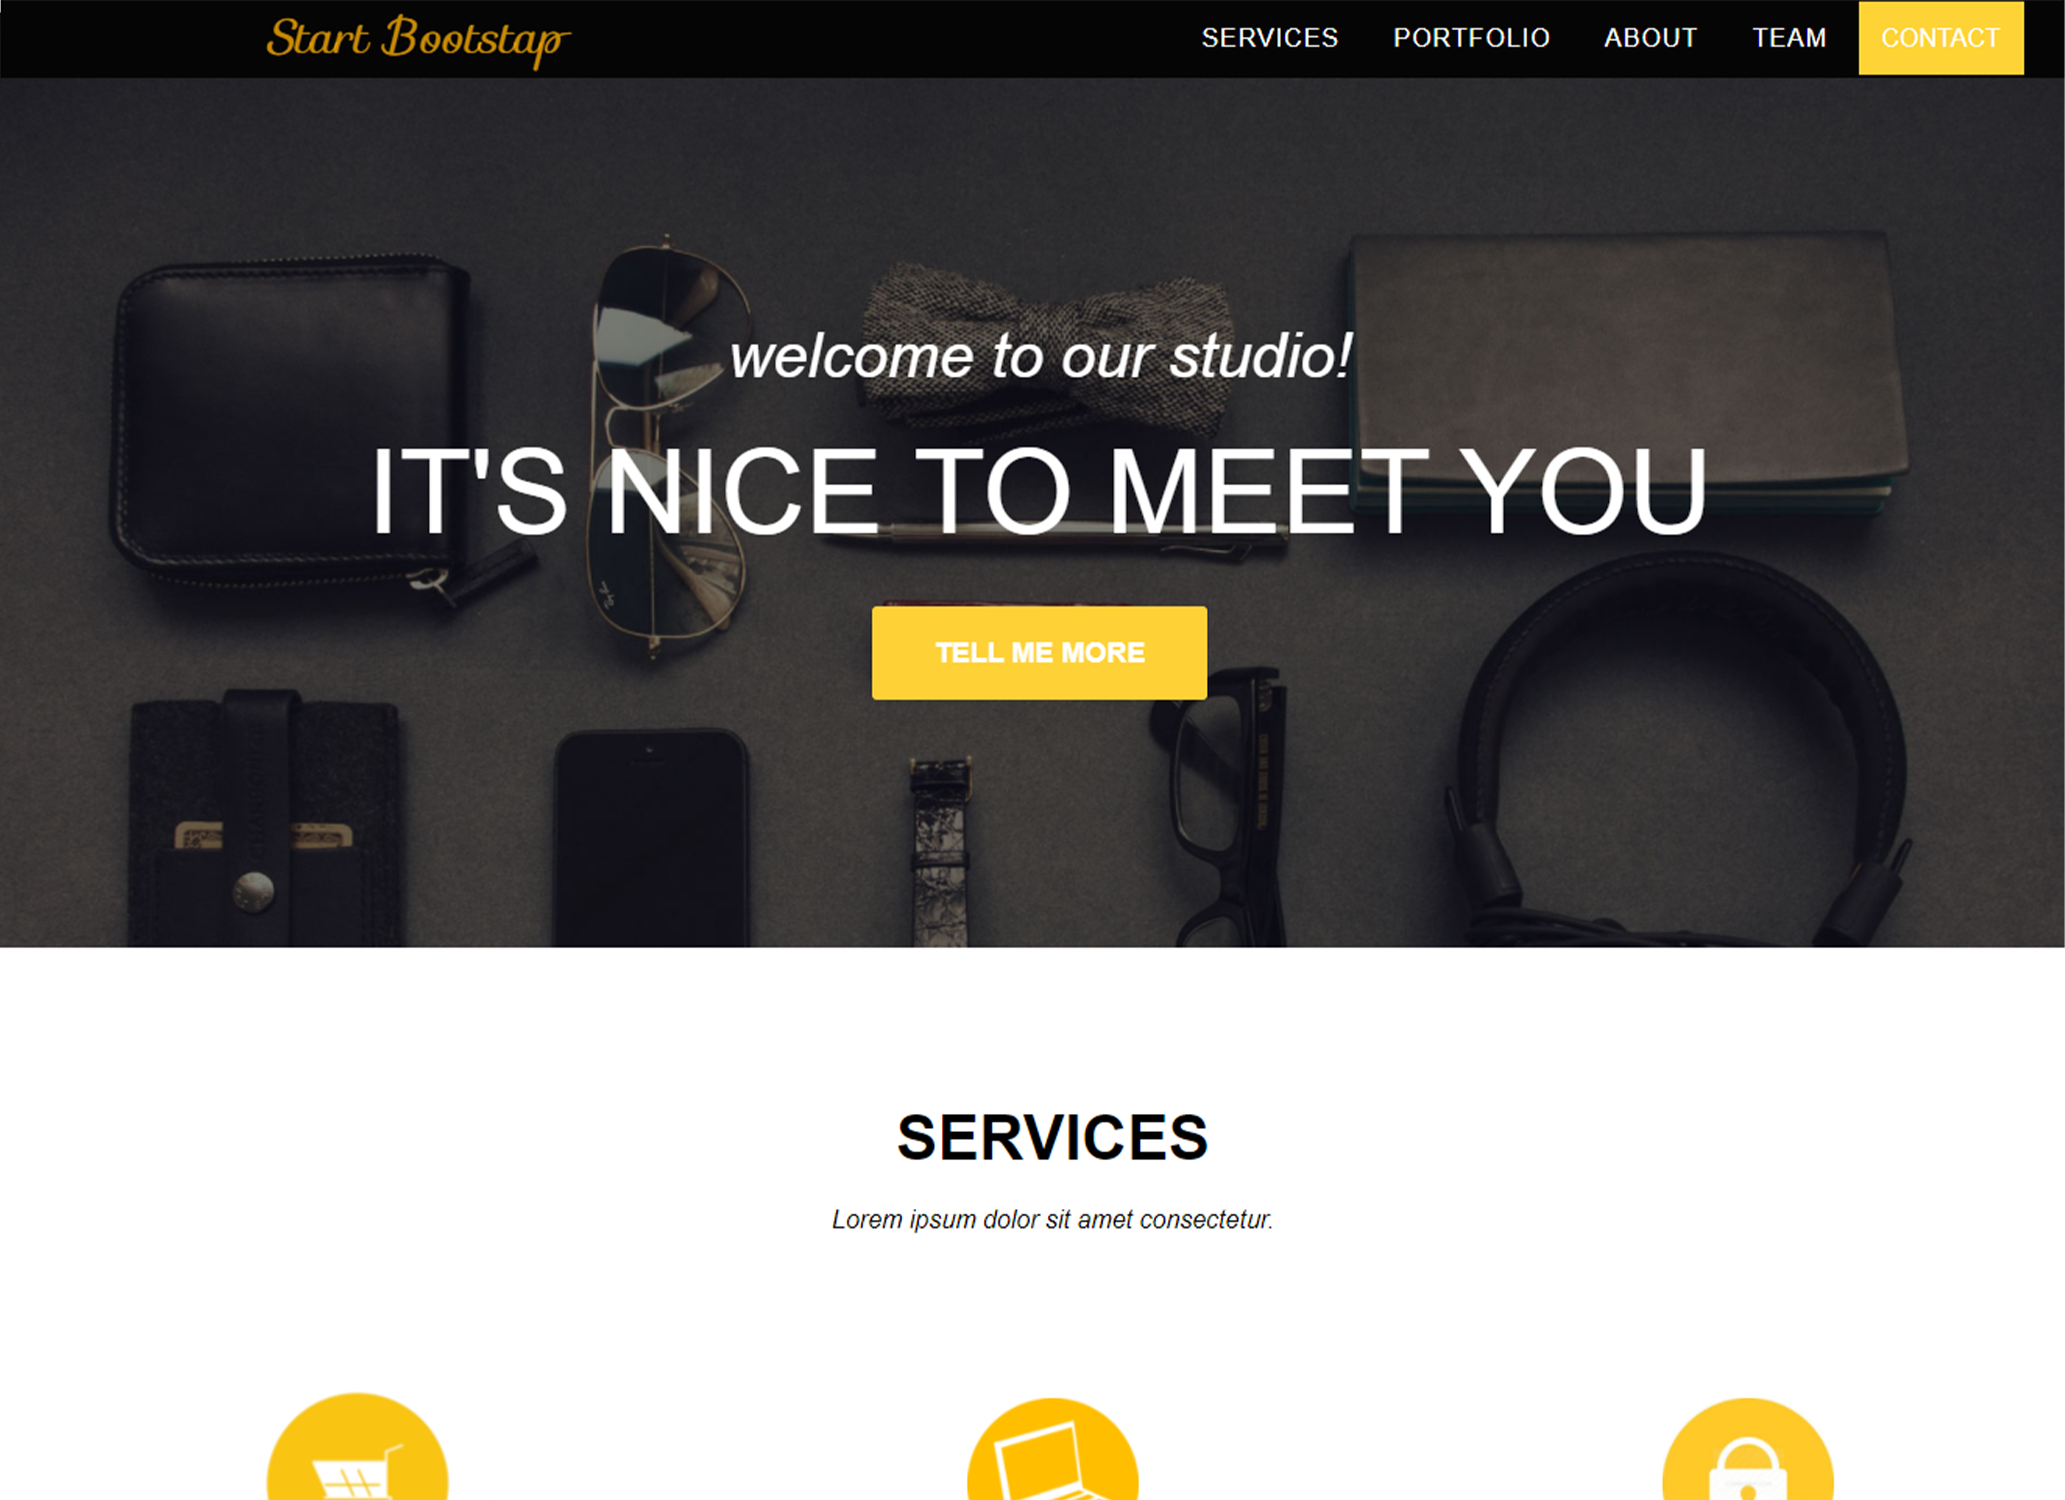 Start Bootstap
SERVICES PORTFOLIO ABOUT TEAM CONTACT
welcome to our studio!
IT'S NICE TO MEET YOU
TELL ME MORE
SERVICES
Lorem ipsum dolor sit amet consectetur.